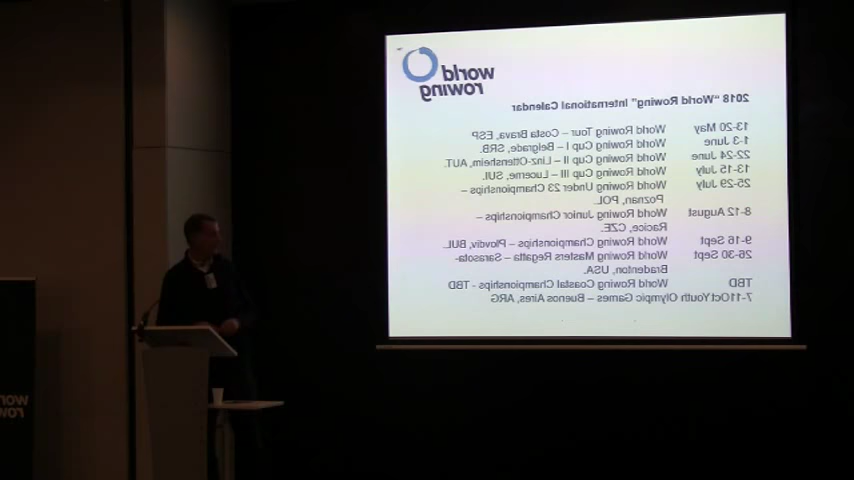 world
rowing
2018 "World Rowing" International Calendar
13-20 May World Rowing Tour – Costa Brava, ESP
1-3 June World Rowing Cup I – Belgrade, SRB.
22-24 June World Rowing Cup II – Linz-Ottensheim, AUT.
13-15 July World Rowing Cup III – Lucerne, SUI.
25-29 July World Rowing Under 23 Championships –
Poznan, POL.
8-12 August World Rowing Junior Championships –
Racice, CZE.
9-16 Sept World Rowing Championships – Plovdiv, BUL.
26-30 Sept World Rowing Masters Regatta – Sarasota-
Bradenton, USA.
TBD World Rowing Coastal Championships - TBD
7-11Oct Youth Olympic Games – Buenos Aires, ARG
world
rowing